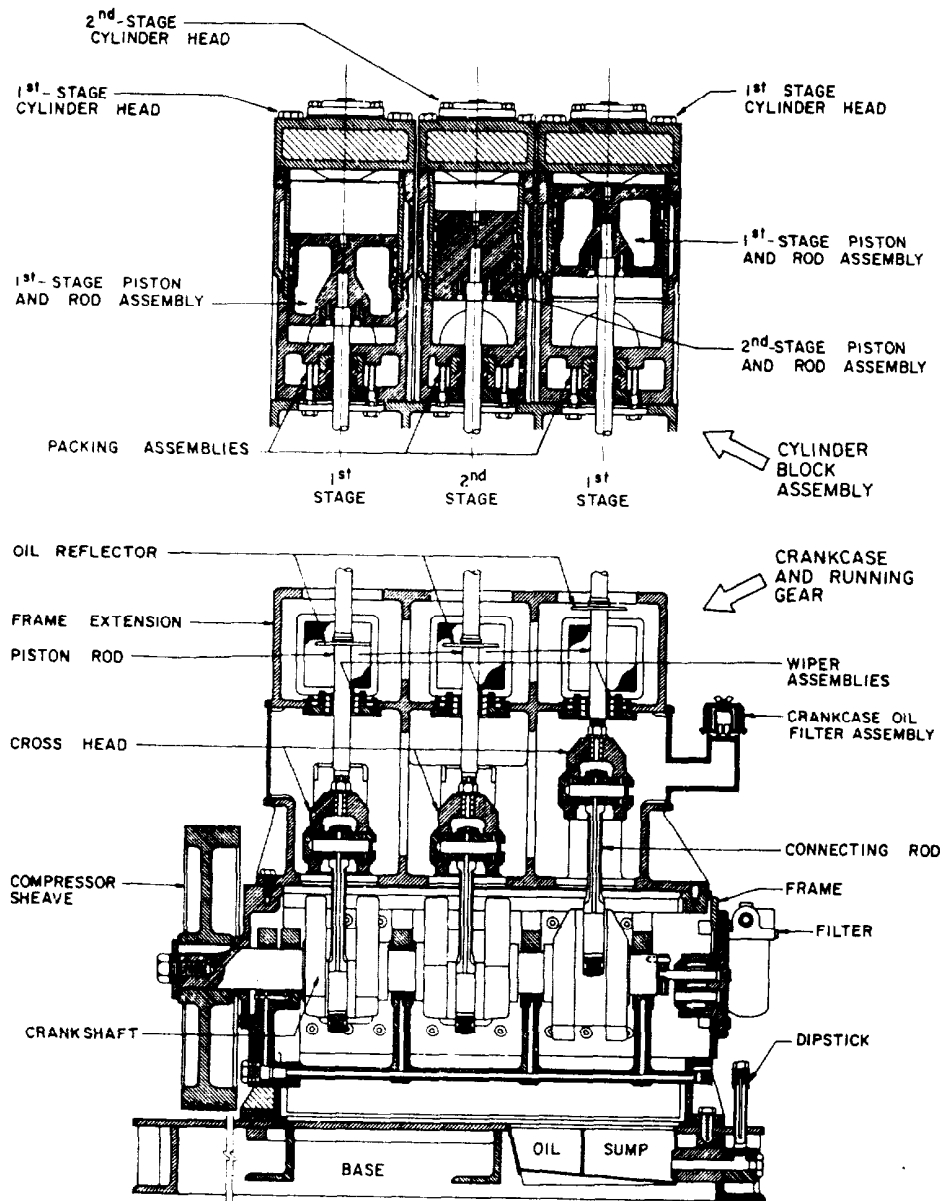 2nd-STAGE
CYLINDER HEAD
1st-STAGE
CYLINDER HEAD
1st STAGE
CYLINDER HEAD
1st-STAGE PISTON
AND ROD ASSEMBLY
1st-STAGE PISTON
AND ROD ASSEMBLY
2nd-STAGE PISTON
AND ROD ASSEMBLY
PACKING ASSEMBLIES
1st
STAGE
2nd
STAGE
1st
STAGE
CYLINDER
BLOCK
ASSEMBLY
OIL REFLECTOR
CRANKCASE
AND RUNNING
GEAR
FRAME EXTENSION
PISTON ROD
WIPER
ASSEMBLIES
CRANKCASE OIL
FILTER ASSEMBLY
CROSS HEAD
CONNECTING ROD
COMPRESSOR
SHEAVE
FRAME
FILTER
CRANKSHAFT
DIPSTICK
OIL SUMP
BASE